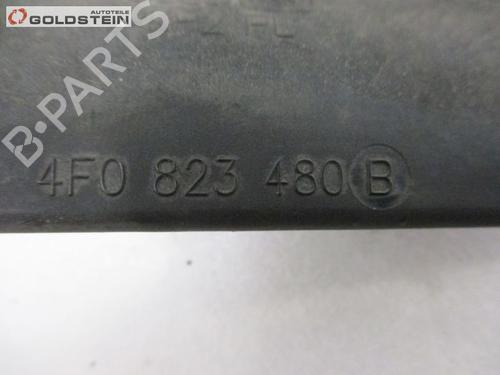 AUTOTEILE
GOLDSTEIN
B-PARTS
4F0 823 480 B